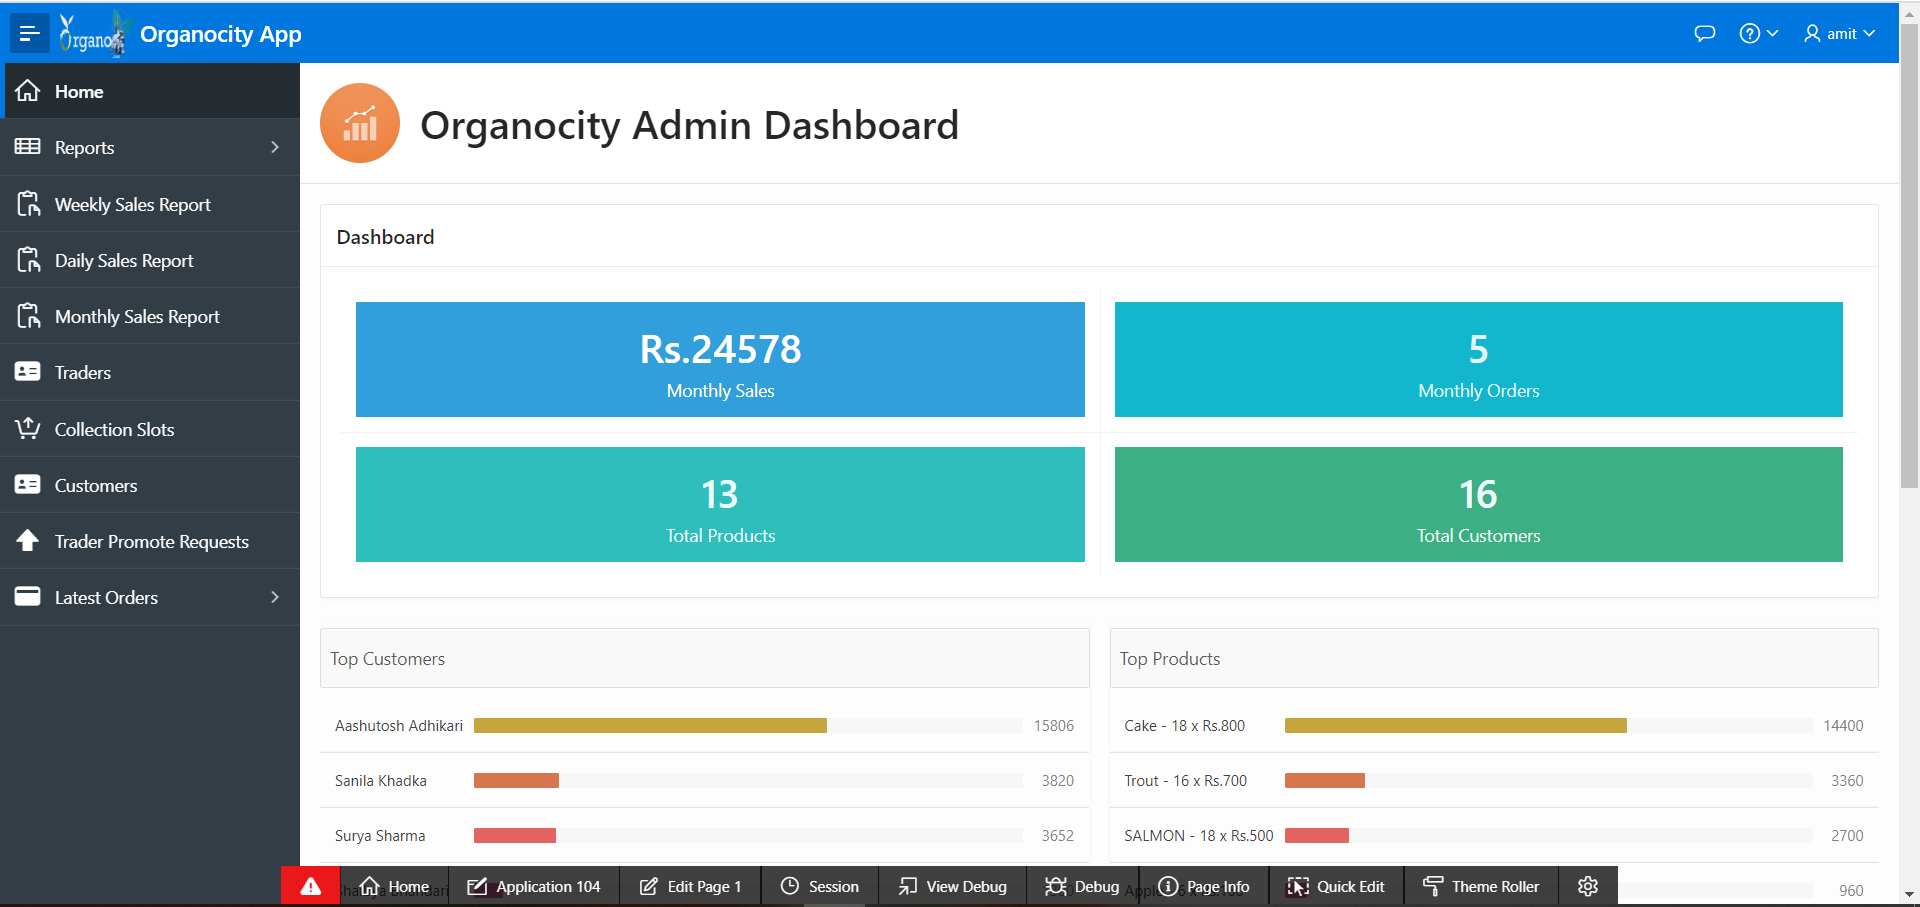 Organo
Organocity App
amit
Home
Reports
Weekly Sales Report
Daily Sales Report
Monthly Sales Report
Traders
Collection Slots
Customers
Trader Promote Requests
Latest Orders
Organocity Admin Dashboard
Dashboard
Rs.24578
Monthly Sales
5
Monthly Orders
13
Total Products
16
Total Customers
Top Customers
Aashutosh Adhikari 15806
Sanila Khadka 3820
Surya Sharma 3652
Top Products
Cake - 18 x Rs.800 14400
Trout - 16 x Rs.700 3360
SALMON - 18 x Rs.500 2700
960
Home Application 104 Edit Page 1 Session View Debug Debug Page Info Quick Edit Theme Roller